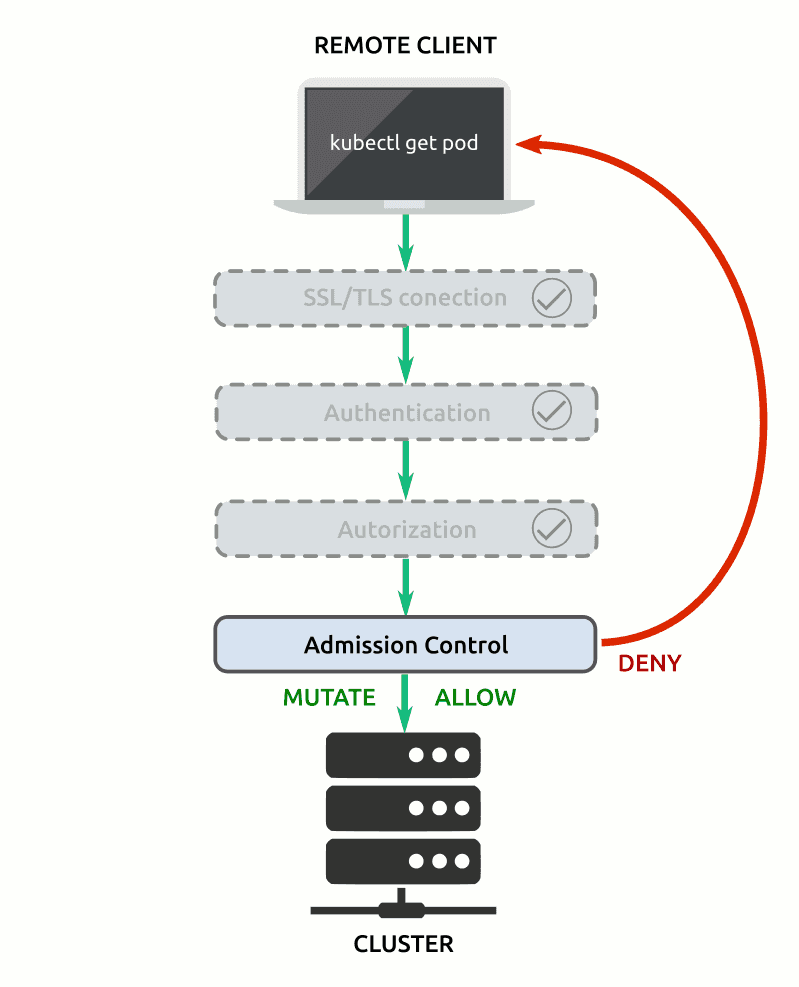 REMOTE CLIENT
kubectl get pod
SSL/TLS conection
Authentication
Autorization
Admission Control
DENY
MUTATE ALLOW
CLUSTER